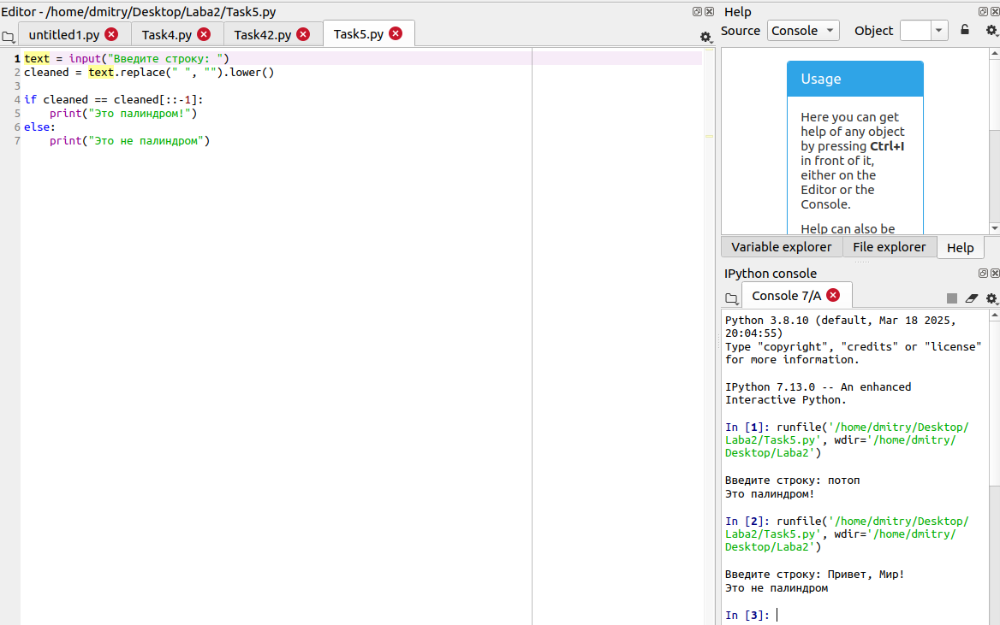 Editor - /home/dmitry/Desktop/Laba2/Task5.py
untitled1.py
Task4.py
Task42.py
Task5.py
1 text = input("Введите строку: ")
2 cleaned = text.replace(" ", "").lower()
3
4 if cleaned == cleaned[::-1]:
5     print("Это палиндром!")
6 else:
7     print("Это не палиндром")
Help
Source Console Object
Usage
Here you can get
help of any object
by pressing Ctrl+I
in front of it,
either on the
Editor or the
Console.
Help can also be
Variable explorer File explorer Help
IPython console
Console 7/A
Python 3.8.10 (default, Mar 18 2025,
20:04:55)
Type "copyright", "credits" or "license"
for more information.
IPython 7.13.0 -- An enhanced
Interactive Python.
In [1]: runfile('/home/dmitry/Desktop/
Laba2/Task5.py', wdir='/home/dmitry/
Desktop/Laba2')
Введите строку: потоп
Это палиндром!
In [2]: runfile('/home/dmitry/Desktop/
Laba2/Task5.py', wdir='/home/dmitry/
Desktop/Laba2')
Введите строку: Привет, Мир!
Это не палиндром
In [3]: